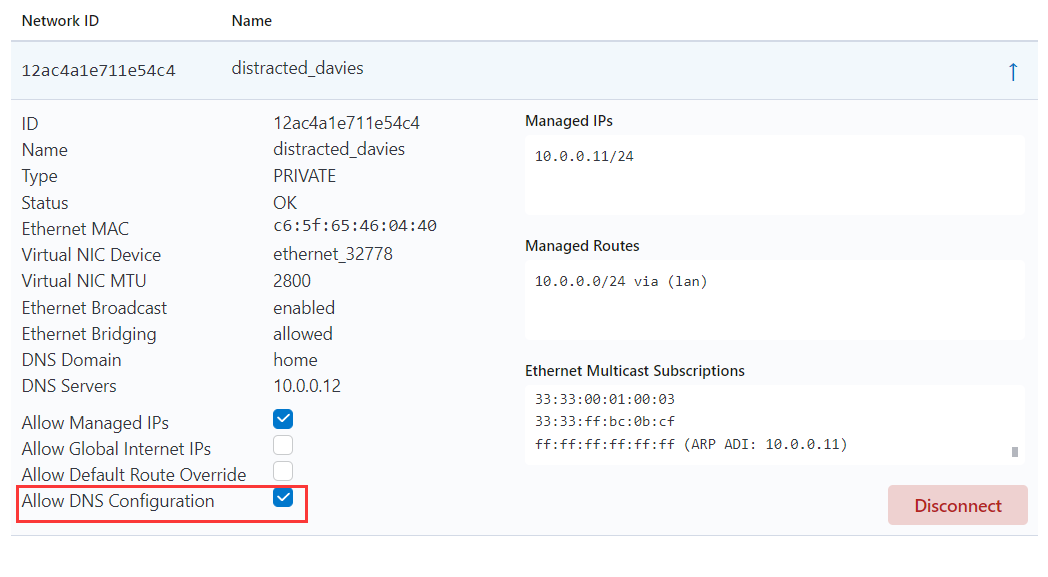 Network ID Name
12ac4a1e711e54c4 distracted_davies ↑
ID 12ac4a1e711e54c4
Name distracted_davies
Type PRIVATE
Status OK
Ethernet MAC c6:5f:65:46:04:40
Virtual NIC Device ethernet_32778
Virtual NIC MTU 2800
Ethernet Broadcast enabled
Ethernet Bridging allowed
DNS Domain home
DNS Servers 10.0.0.12
Allow Managed IPs
Allow Global Internet IPs
Allow Default Route Override
Allow DNS Configuration
Managed IPs
10.0.0.11/24
Managed Routes
10.0.0.0/24 via (lan)
Ethernet Multicast Subscriptions
33:33:00:01:00:03
33:33:ff:bc:0b:cf
ff:ff:ff:ff:ff:ff (ARP ADI: 10.0.0.11)
Disconnect